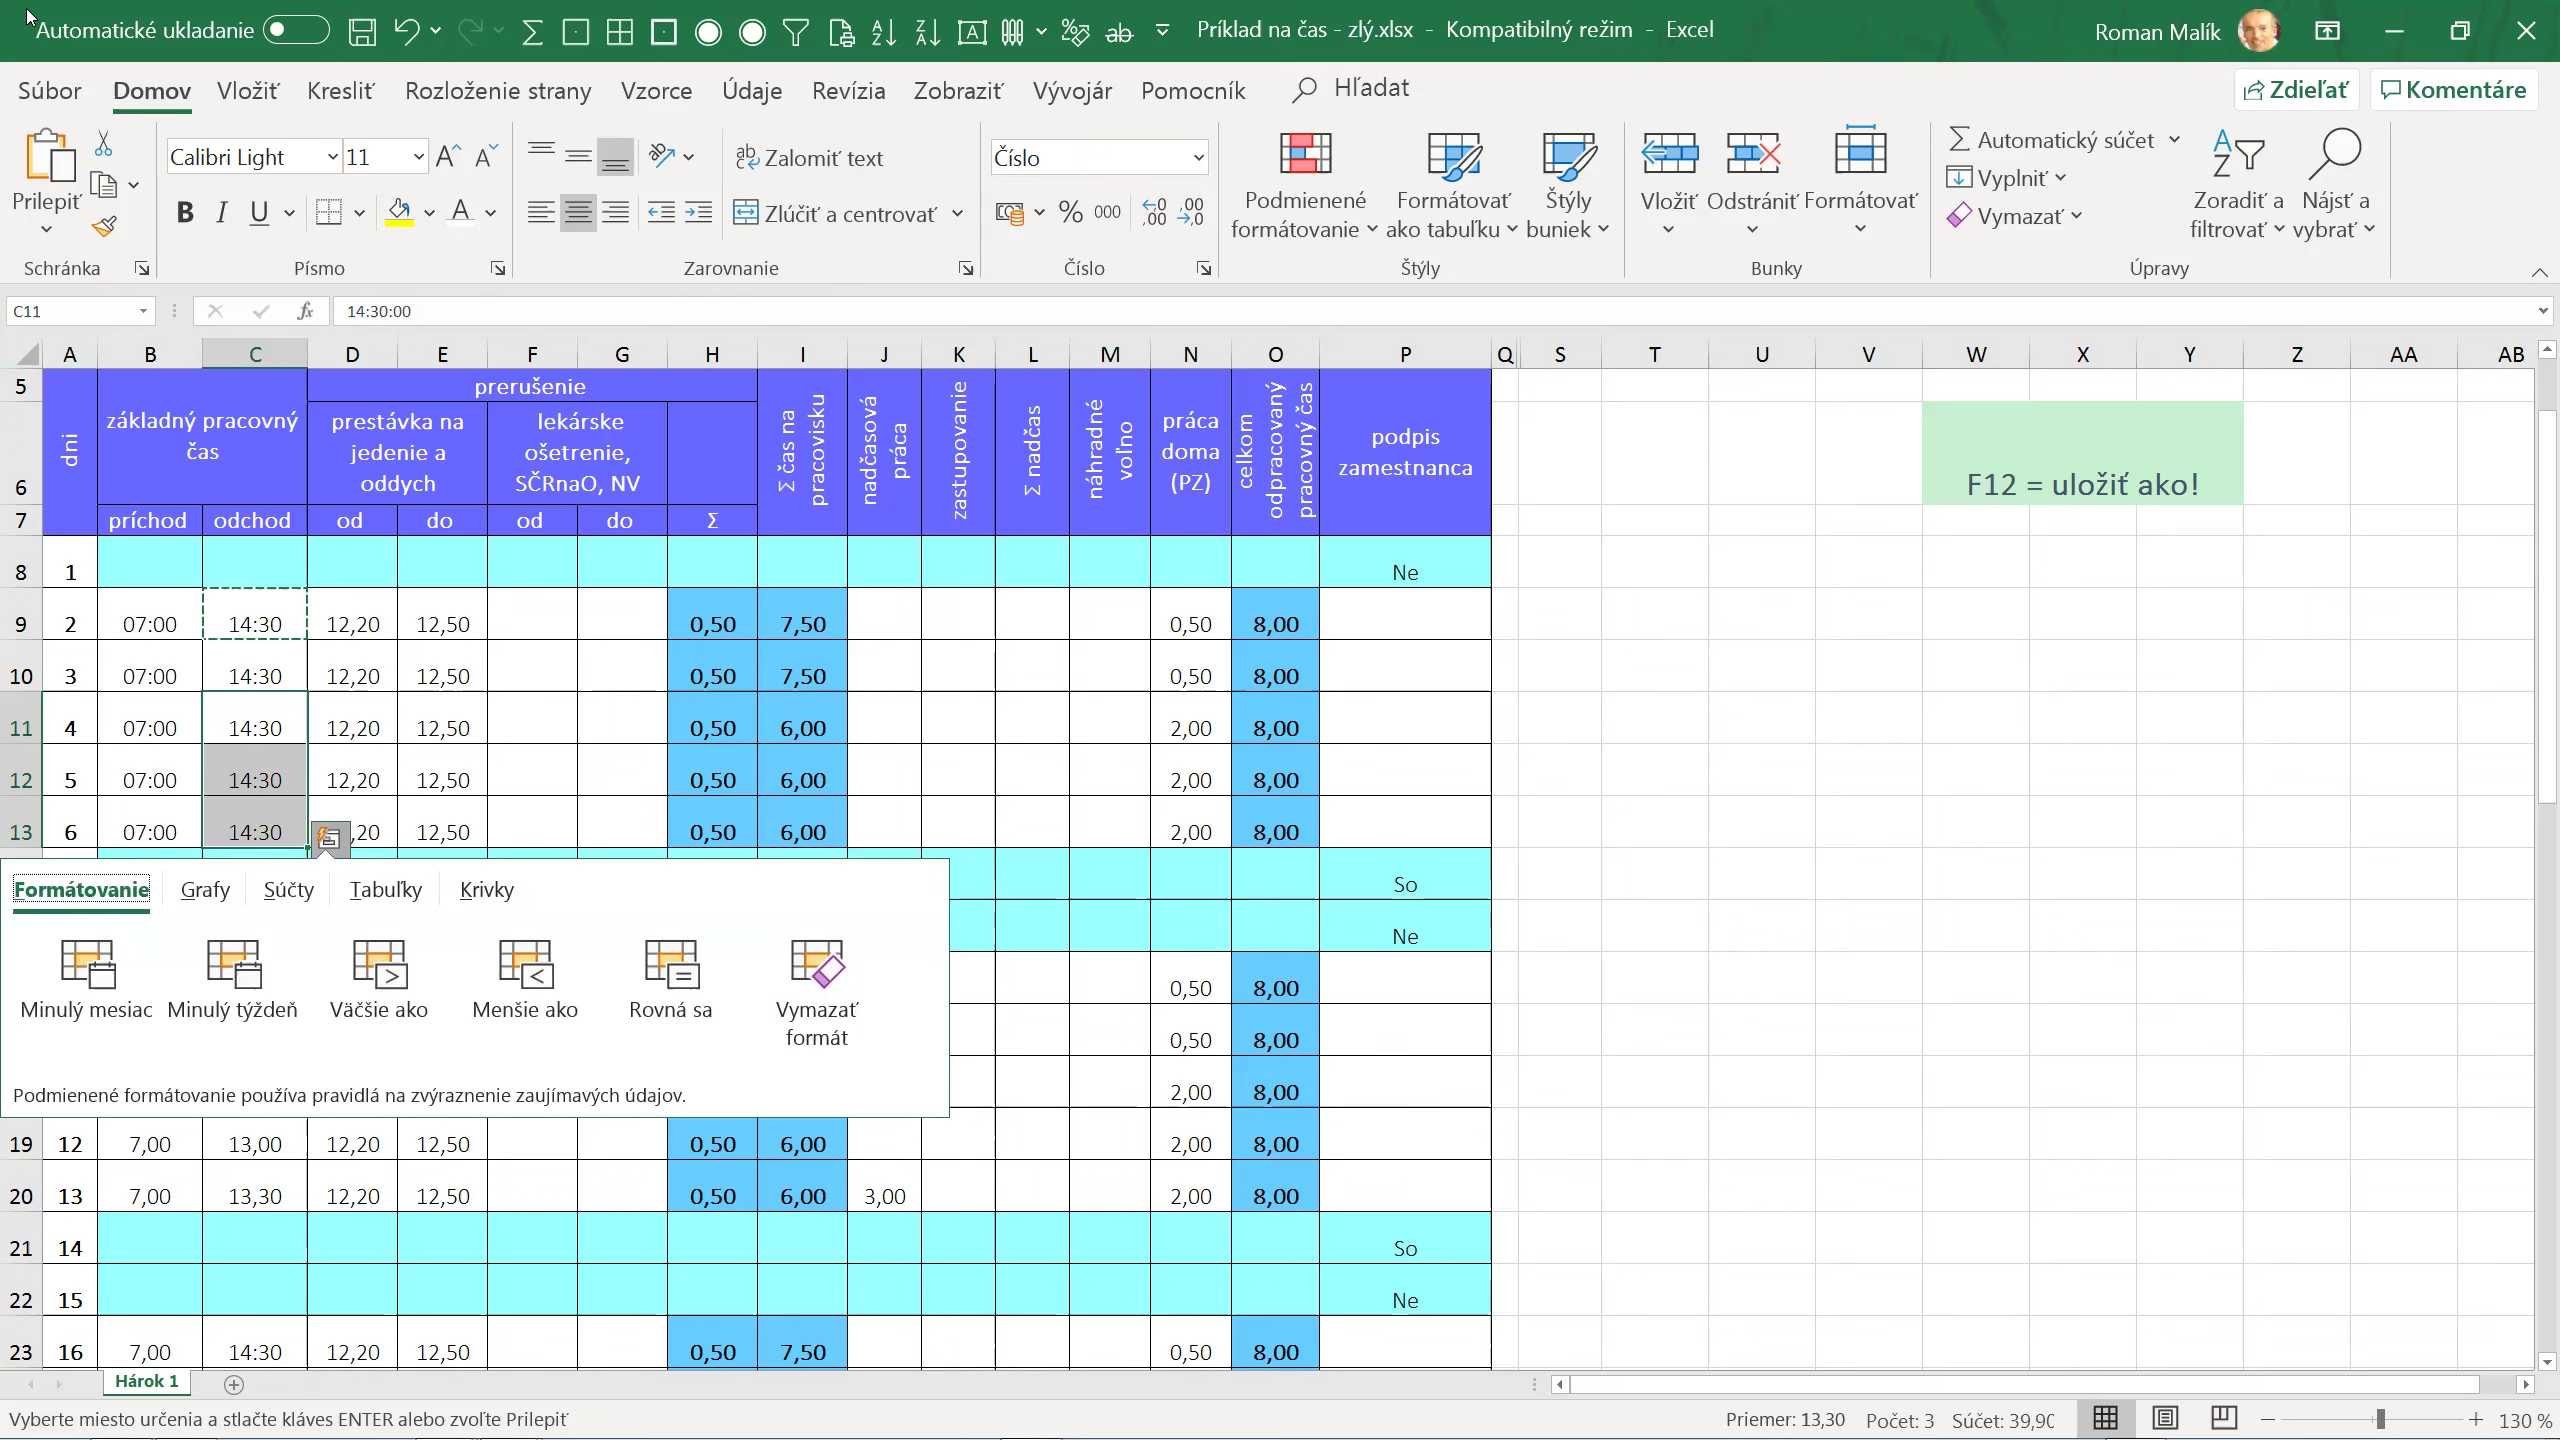 Automatické ukladanie
Príklad na čas - zlý.xlsx - Kompatibilný režim - Excel
Roman Malík
Súbor Domov Vložiť Kresliť Rozloženie strany Vzorce Údaje Revízia Zobraziť Vývojár Pomocník Hľadať
Zdieľať Komentáre
Prilepiť
Calibri Light 11
B I U A
Zalomiť text
Zlúčiť a centrovať
Číslo
% 000
Podmienené formátovanie
Formátovať ako tabuľku
Štýly buniek
Vložiť Odstrániť Formátovať
Automatický súčet
Vyplniť
Vymazať
Zoradiť a filtrovať
Nájsť a vybrať
Schránka Písmo Zarovnanie Číslo Štýly Bunky Úpravy
C11 fx 14:30:00
A B C D E F G H I J K L M N O P Q S T U V W X Y Z AA AB
5 prerušenie
6 dni základný pracovný čas prestávka na jedenie a oddych lekárske ošetrenie, SČRnaO, NV Σ čas na pracovisku nadčasová práca zastupovanie Σ nadčas náhradné voľno práca doma (PZ) celkom odpracovaný pracovný čas podpis zamestnanca
F12 = uložiť ako!
7 príchod odchod od do od do Σ
8 1 Ne
9 2 07:00 14:30 12,20 12,50 0,50 7,50 0,50 8,00
10 3 07:00 14:30 12,20 12,50 0,50 7,50 0,50 8,00
11 4 07:00 14:30 12,20 12,50 0,50 6,00 2,00 8,00
12 5 07:00 14:30 12,20 12,50 0,50 6,00 2,00 8,00
13 6 07:00 14:30 ,20 12,50 0,50 6,00 2,00 8,00
Formátovanie Grafy Súčty Tabuľky Krivky
So
Ne
Minulý mesiac Minulý týždeň Väčšie ako Menšie ako Rovná sa Vymazať formát
0,50 8,00
0,50 8,00
2,00 8,00
Podmienené formátovanie používa pravidlá na zvýraznenie zaujímavých údajov.
19 12 7,00 13,00 12,20 12,50 0,50 6,00 2,00 8,00
20 13 7,00 13,30 12,20 12,50 0,50 6,00 3,00 2,00 8,00
21 14 So
22 15 Ne
23 16 7,00 14:30 12,20 12,50 0,50 7,50 0,50 8,00
Hárok 1
Vyberte miesto určenia a stlačte kláves ENTER alebo zvoľte Prilepiť
Priemer: 13,30 Počet: 3 Súčet: 39,90
130 %